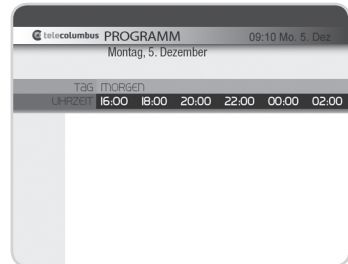 telecolumbus PROGRAMM 09:10 Mo. 5. Dez
Montag, 5. Dezember
TAG MORGEN
UHRZEIT 16:00 18:00 20:00 22:00 00:00 02:00